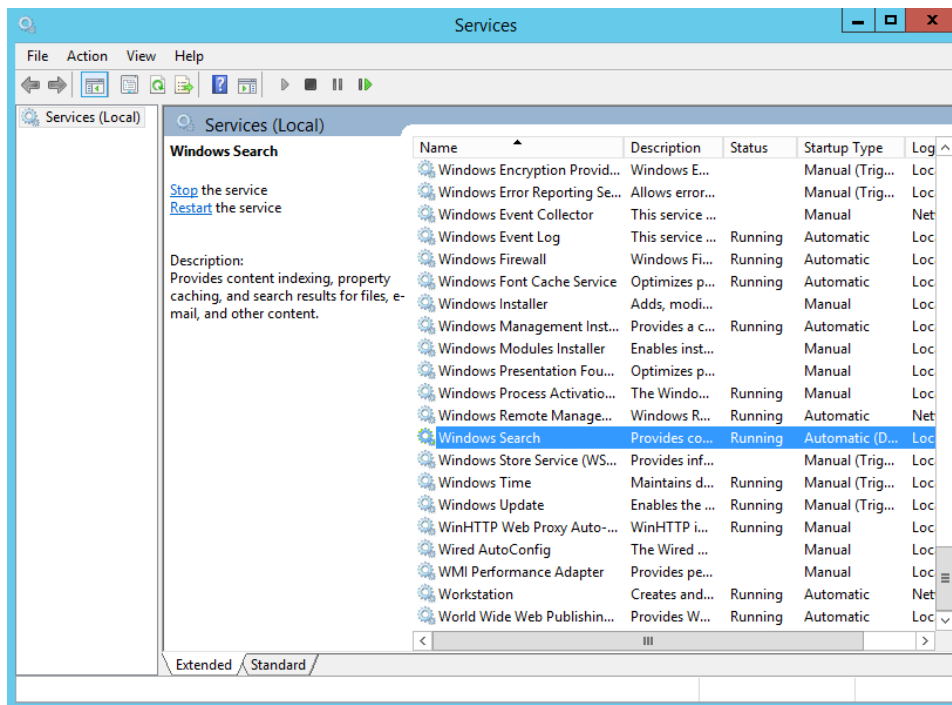 Services
File Action View Help
Services (Local)
Services (Local)
Windows Search
Stop the service
Restart the service
Description:
Provides content indexing, property
caching, and search results for files, e-
mail, and other content.
Name Description Status Startup Type Log
Windows Encryption Provid... Windows E... Manual (Trig... Loc
Windows Error Reporting Se... Allows error... Manual (Trig... Loc
Windows Event Collector This service ... Manual Net
Windows Event Log This service ... Running Automatic Loc
Windows Firewall Windows Fi... Running Automatic Loc
Windows Font Cache Service Optimizes p... Running Automatic Loc
Windows Installer Adds, modi... Manual Loc
Windows Management Inst... Provides a c... Running Automatic Loc
Windows Modules Installer Enables inst... Manual Loc
Windows Presentation Fou... Optimizes p... Manual Loc
Windows Process Activatio... The Windo... Running Manual Loc
Windows Remote Manage... Windows R... Running Automatic Net
Windows Search Provides co... Running Automatic (D... Loc
Windows Store Service (WS... Provides inf... Manual (Trig... Loc
Windows Time Maintains d... Running Manual (Trig... Loc
Windows Update Enables the ... Running Manual (Trig... Loc
WinHTTP Web Proxy Auto-... WinHTTP i... Running Manual Loc
Wired AutoConfig The Wired ... Manual Loc
WMI Performance Adapter Provides pe... Manual Loc
Workstation Creates and... Running Automatic Net
World Wide Web Publishin... Provides W... Running Automatic Loc
Extended Standard